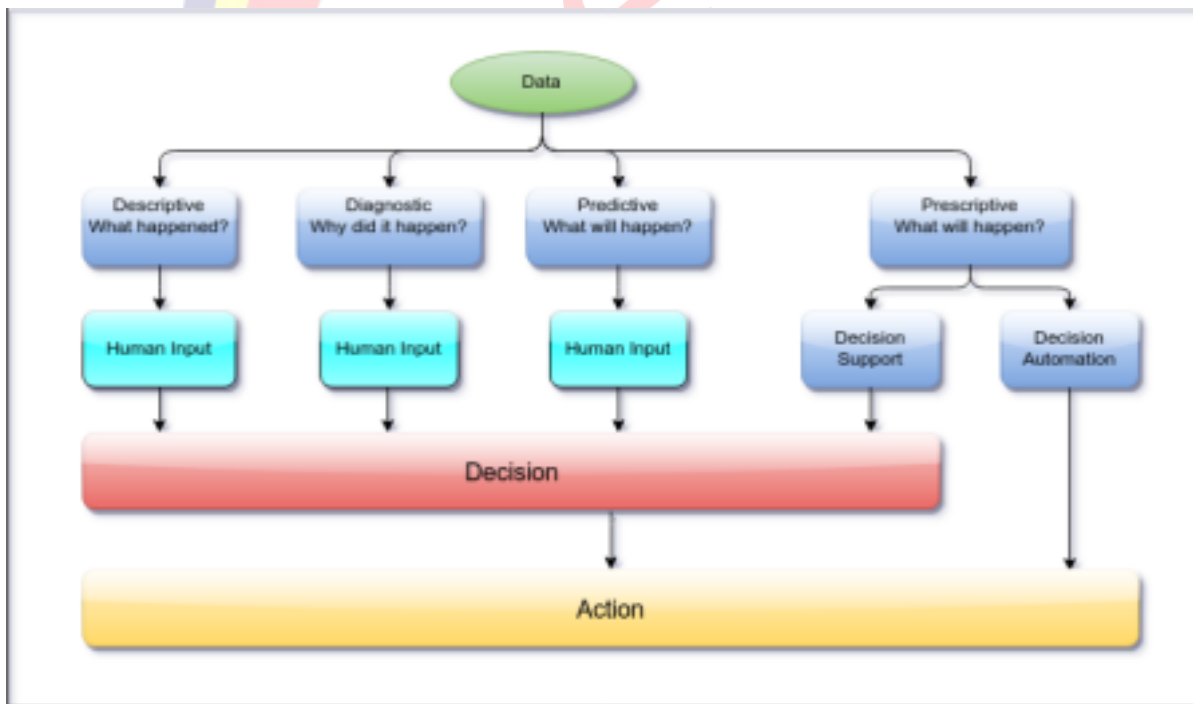 Data
Descriptive
What happened?
Diagnostic
Why did it happen?
Predictive
What will happen?
Prescriptive
What will happen?
Human Input
Human Input
Human Input
Decision
Support
Decision
Automation
Decision
Action